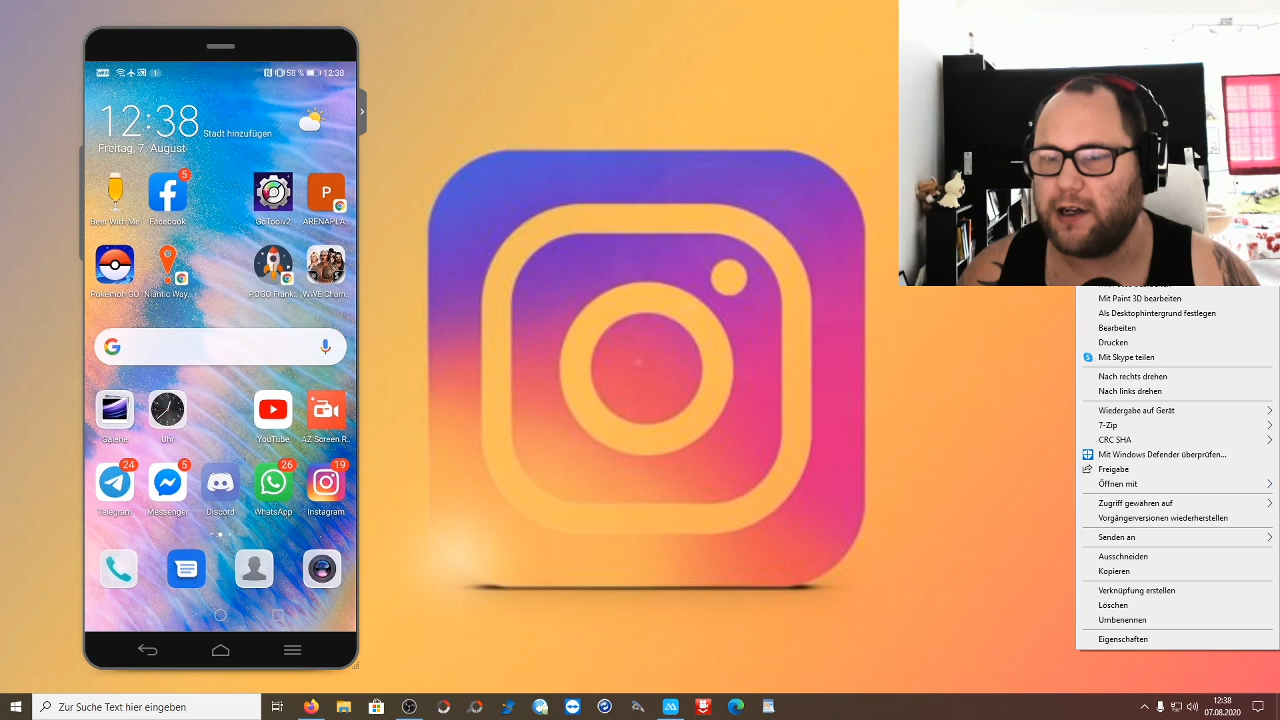 58 % 12:38
12:38
Stadt hinzufügen
Freitag, 7. August
5
P
Beer With Me
Facebook
GoToolv2
ARENAPLA...
Pokémon GO
Niantic Way...
POGO Frank...
WWE Cham...
Galerie
Uhr
YouTube
AZ Screen R...
24
5
26
19
Telegram
Messenger
Discord
WhatsApp
Instagram
Mit Paint 3D bearbeiten
Als Desktophintergrund festlegen
Bearbeiten
Drucken
Mit Skype teilen
Nach rechts drehen
Nach links drehen
Wiedergabe auf Gerät
7-Zip
CRC SHA
Mit Windows Defender überprüfen...
Freigabe
Öffnen mit
Zugriff gewähren auf
Vorgängerversionen wiederherstellen
Senden an
Ausschneiden
Kopieren
Verknüpfung erstellen
Löschen
Umbenennen
Eigenschaften
Zur Suche Text hier eingeben
12:38
07.08.2020